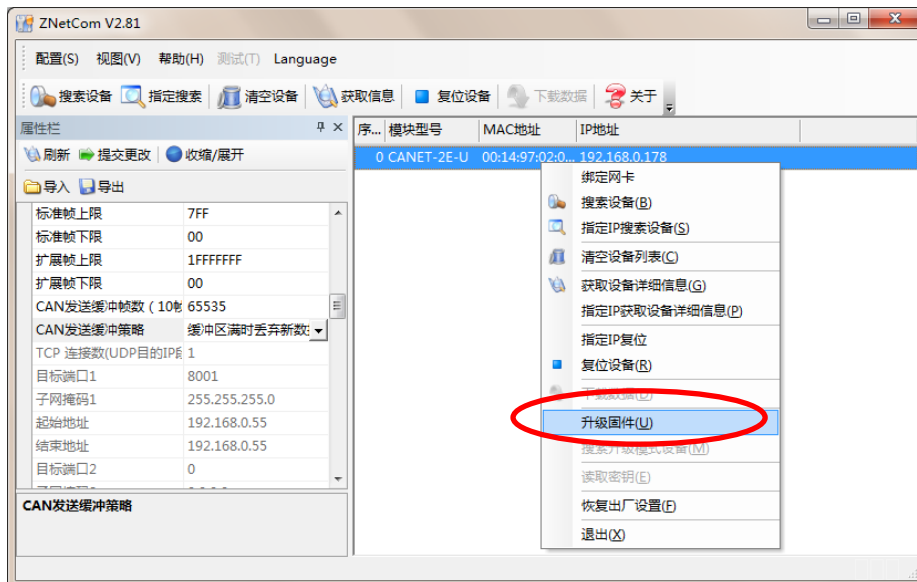 ZNetCom V2.81
配置(S) 视图(V) 帮助(H) 测试(T) Language
搜索设备 指定搜索 清空设备 获取信息 复位设备 下载数据 关于
属性栏
刷新 提交更改 收缩/展开
导入 导出
标准帧上限 7FF
标准帧下限 00
扩展帧上限 1FFFFFFF
扩展帧下限 00
CAN发送缓冲帧数（10帧 65535
CAN发送缓冲策略 缓冲区满时丢弃新数
TCP 连接数(UDP目的IP 1
目标端口1 8001
子网掩码1 255.255.255.0
起始地址 192.168.0.55
结束地址 192.168.0.55
目标端口2 0
CAN发送缓冲策略
序... 模块型号 MAC地址 IP地址
0 CANET-2E-U 00:14:97:02:0... 192.168.0.178
绑定网卡
搜索设备(B)
指定IP搜索设备(S)
清空设备列表(C)
获取设备详细信息(G)
指定IP获取设备详细信息(P)
指定IP复位
复位设备(R)
下载数据(D)
升级固件(U)
搜索升级模式设备(M)
读取密钥(E)
恢复出厂设置(F)
退出(X)